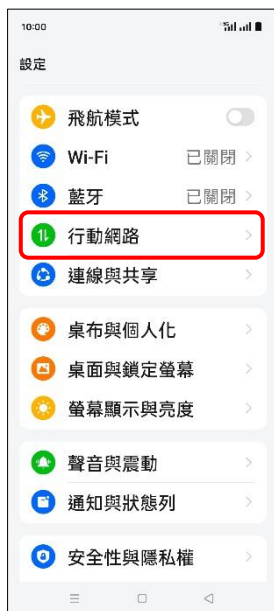 10:00
設定
飛航模式
Wi-Fi 已關閉
藍牙 已關閉
行動網路
連線與共享
桌布與個人化
桌面與鎖定螢幕
螢幕顯示與亮度
聲音與震動
通知與狀態列
安全性與隱私權